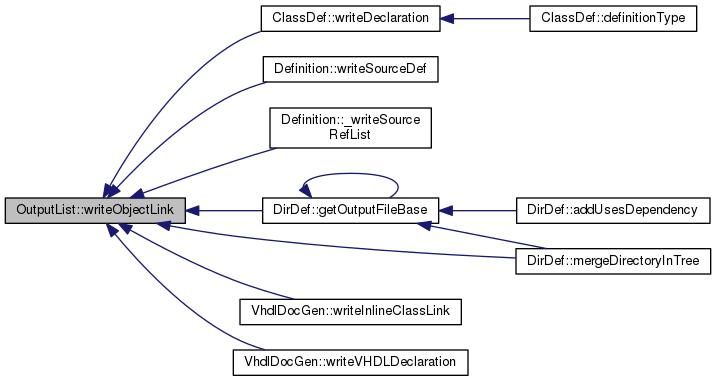 ClassDef::writeDeclaration
ClassDef::definitionType
Definition::writeSourceDef
Definition::_writeSource
RefList
OutputList::writeObjectLink
DirDef::getOutputFileBase
DirDef::addUsesDependency
DirDef::mergeDirectoryInTree
VhdlDocGen::writeInlineClassLink
VhdlDocGen::writeVHDLDeclaration